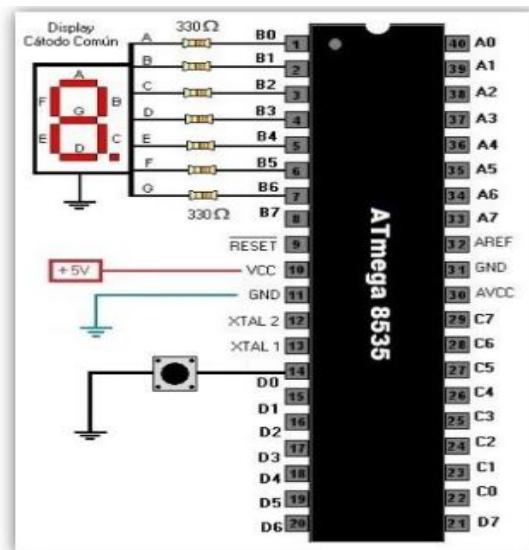 Display
Cátodo Común
330Ω
A
B
C
D
E
F
G
A
F
B
G
E
C
D
330Ω
B0
B1
B2
B3
B4
B5
B6
B7
RESET
+5V
VCC
GND
XTAL 2
XTAL 1
D0
D1
D2
D3
D4
D5
D6
1
2
3
4
5
6
7
8
9
10
11
12
13
14
15
16
17
18
19
20
ATmega 8535
40 A0
39 A1
38 A2
37 A3
36 A4
35 A5
34 A6
33 A7
32 AREF
31 GND
30 AVCC
29 C7
28 C6
27 C5
26 C4
25 C3
24 C2
23 C1
22 C0
21 D7